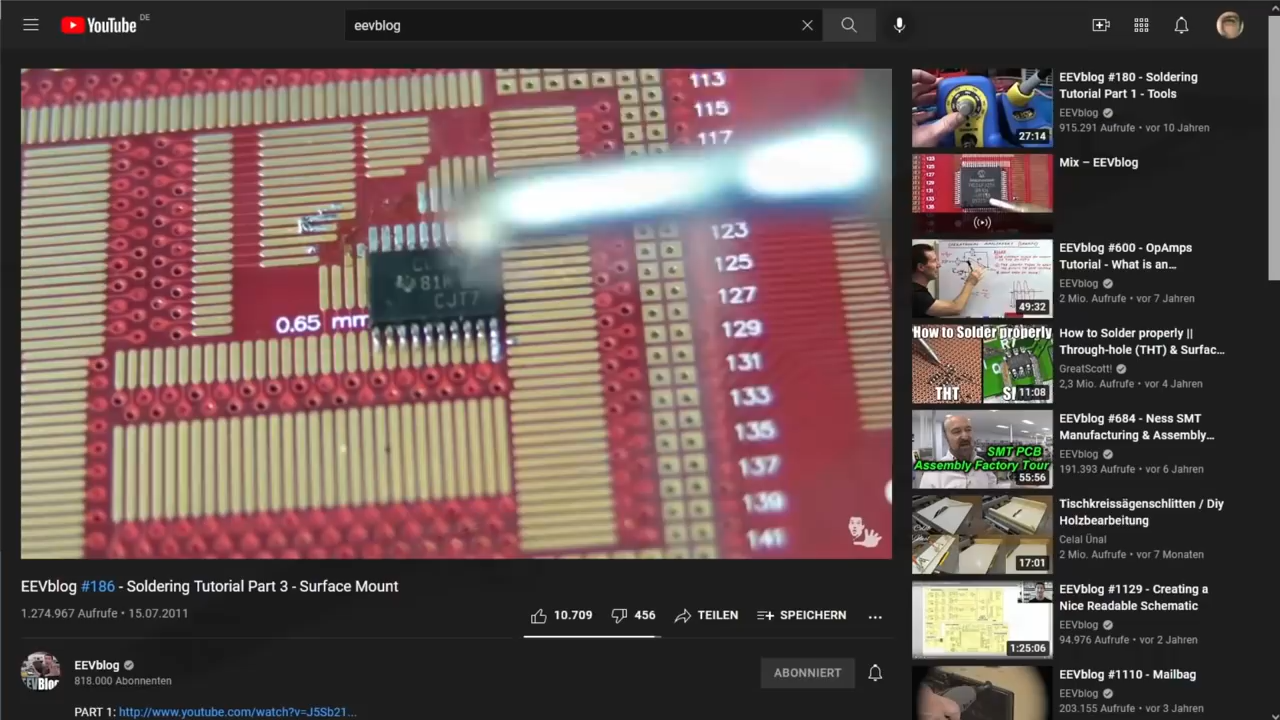 YouTube DE
eevblog
113
115
117
123
125
127
129
131
133
135
137
139
141
0.65 mm
81
CJT7
EEVblog #186 - Soldering Tutorial Part 3 - Surface Mount
1.274.967 Aufrufe • 15.07.2011
10.709
456
TEILEN
SPEICHERN
EEVblog
818.000 Abonnenten
ABONNIERT
PART 1: http://www.youtube.com/watch?v=J5Sb21...
27:14
EEVblog #180 - Soldering
Tutorial Part 1 - Tools
EEVblog
915.291 Aufrufe • vor 10 Jahren
Mix – EEVblog
49:32
EEVblog #600 - OpAmps
Tutorial - What is an...
EEVblog
2 Mio. Aufrufe • vor 7 Jahren
How to Solder properly
THT
11:08
How to Solder properly ||
Through-hole (THT) & Surfac...
GreatScott!
2,3 Mio. Aufrufe • vor 4 Jahren
SMT PCB
Assembly Factory Tour
55:56
EEVblog #684 - Ness SMT
Manufacturing & Assembly...
EEVblog
191.393 Aufrufe • vor 6 Jahren
17:01
Tischkreissägenschlitten / Diy
Holzbearbeitung
Celal Ünal
2 Mio. Aufrufe • vor 7 Monaten
1:25:06
EEVblog #1129 - Creating a
Nice Readable Schematic
EEVblog
94.976 Aufrufe • vor 2 Jahren
EEVblog #1110 - Mailbag
EEVblog
203.155 Aufrufe • vor 3 Jahren